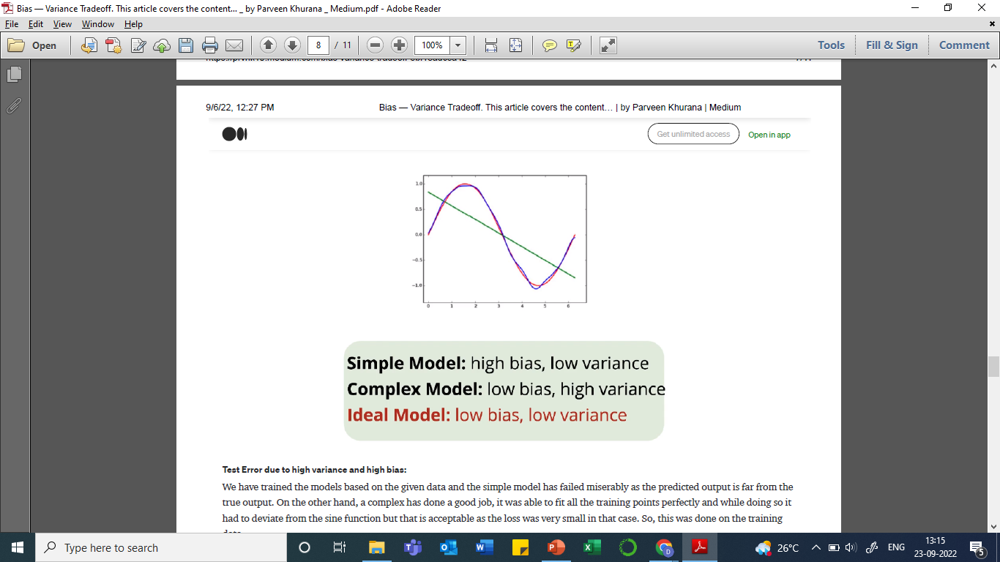 Bias — Variance Tradeoff. This article covers the content... _ by Parveen Khurana _ Medium.pdf - Adobe Reader
File Edit View Window Help
Open 8 / 11 100% Tools Fill & Sign Comment
9/6/22, 12:27 PM Bias — Variance Tradeoff. This article covers the content… | by Parveen Khurana | Medium
Get unlimited access Open in app
1.0
0.5
0.0
−0.5
−1.0
0 1 2 3 4 5 6
Simple Model: high bias, low variance
Complex Model: low bias, high variance
Ideal Model: low bias, low variance
Test Error due to high variance and high bias:
We have trained the models based on the given data and the simple model has failed miserably as the predicted output is far from the
true output. On the other hand, a complex has done a good job, it was able to fit all the training points perfectly and while doing so it
had to deviate from the sine function but that is acceptable as the loss was very small in that case. So, this was done on the training
Type here to search 26°C ENG 13:15
23-09-2022 5